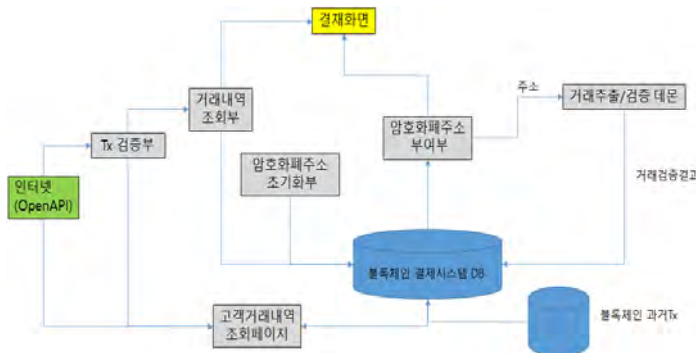 결재화면
주소
거래내역
조회부
거래추출/검증 데몬
암호화폐주소
부여부
Tx 검증부
암호화폐주소
초기화부
거래검증결과
인터넷
(OpenAPI)
블록체인 결제시스템 DB
고객거래내역
조회페이지
블록체인 과거Tx